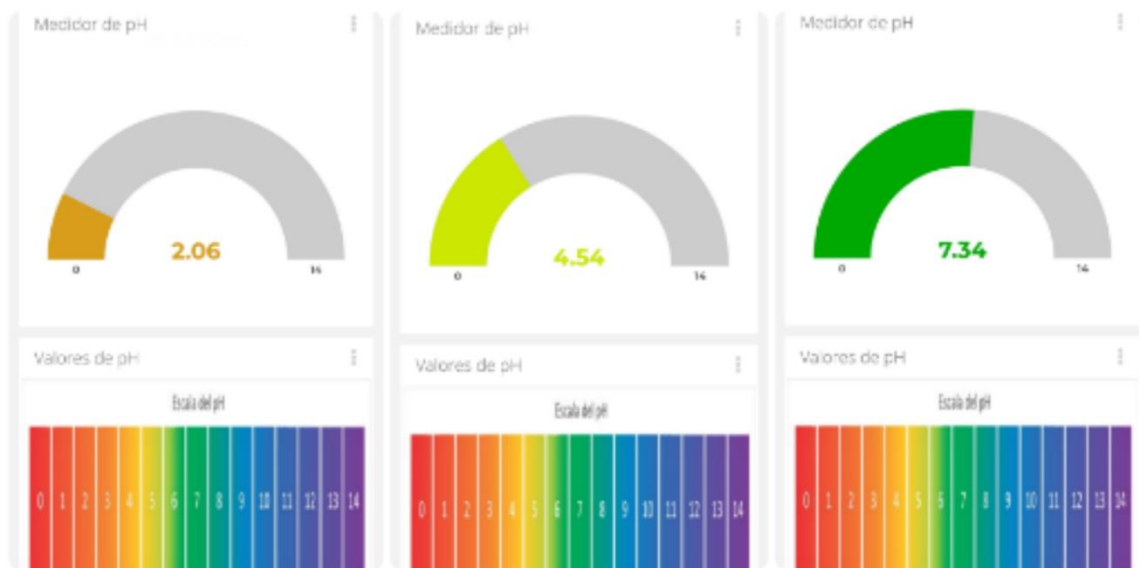 Medidor de pH
2.06
0
14
Valores de pH
Escala del pH
0 1 2 3 4 5 6 7 8 9 10 11 12 13 14
Medidor de pH
4.54
0
14
Valores de pH
Escala del pH
0 1 2 3 4 5 6 7 8 9 10 11 12 13 14
Medidor de pH
7.34
0
14
Valores de pH
Escala del pH
0 1 2 3 4 5 6 7 8 9 10 11 12 13 14